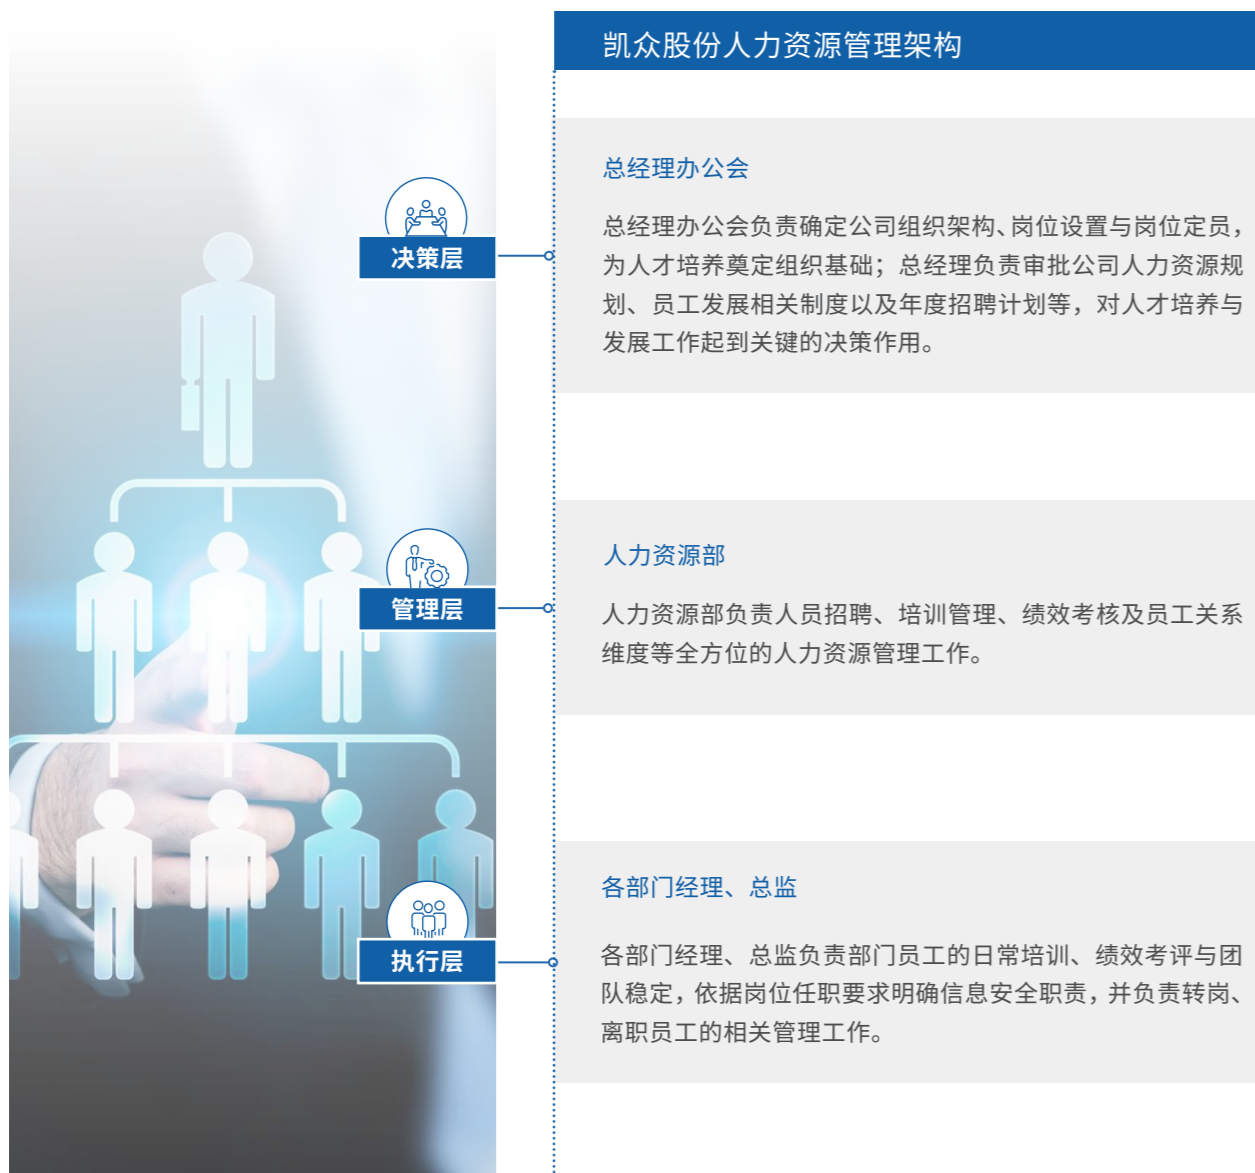 凯众股份人力资源管理架构
决策层
总经理办公会
总经理办公会负责确定公司组织架构、岗位设置与岗位定员，
为人才培养奠定组织基础；总经理负责审批公司人力资源规
划、员工发展相关制度以及年度招聘计划等，对人才培养与
发展工作起到关键的决策作用。
管理层
人力资源部
人力资源部负责人员招聘、培训管理、绩效考核及员工关系
维度等全方位的人力资源管理工作。
执行层
各部门经理、总监
各部门经理、总监负责部门员工的日常培训、绩效考评与团
队稳定，依据岗位任职要求明确信息安全职责，并负责转岗、
离职员工的相关管理工作。